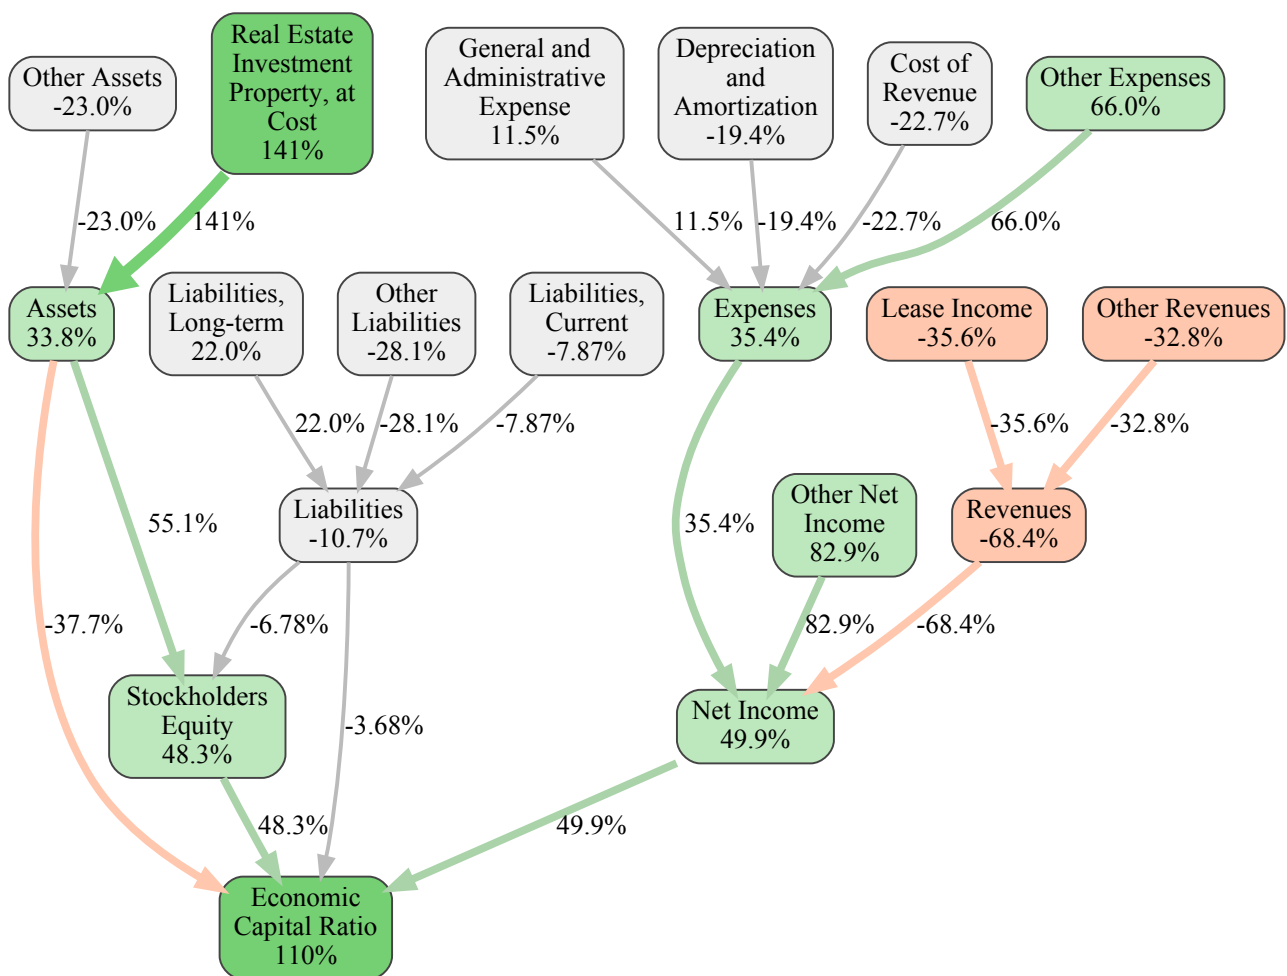 Other Assets
-23.0%
Real Estate
Investment
Property, at
Cost
141%
General and
Administrative
Expense
11.5%
Depreciation
and
Amortization
-19.4%
Cost of
Revenue
-22.7%
Other Expenses
66.0%
-23.0%
141%
11.5%
-19.4%
-22.7%
66.0%
Assets
33.8%
Liabilities,
Long-term
22.0%
Other
Liabilities
-28.1%
Liabilities,
Current
-7.87%
Expenses
35.4%
Lease Income
-35.6%
Other Revenues
-32.8%
22.0%
-28.1%
-7.87%
-35.6%
-32.8%
Liabilities
-10.7%
55.1%
35.4%
Other Net
Income
82.9%
Revenues
-68.4%
-37.7%
-6.78%
82.9%
-68.4%
Stockholders
Equity
48.3%
-3.68%
Net Income
49.9%
48.3%
49.9%
Economic
Capital Ratio
110%